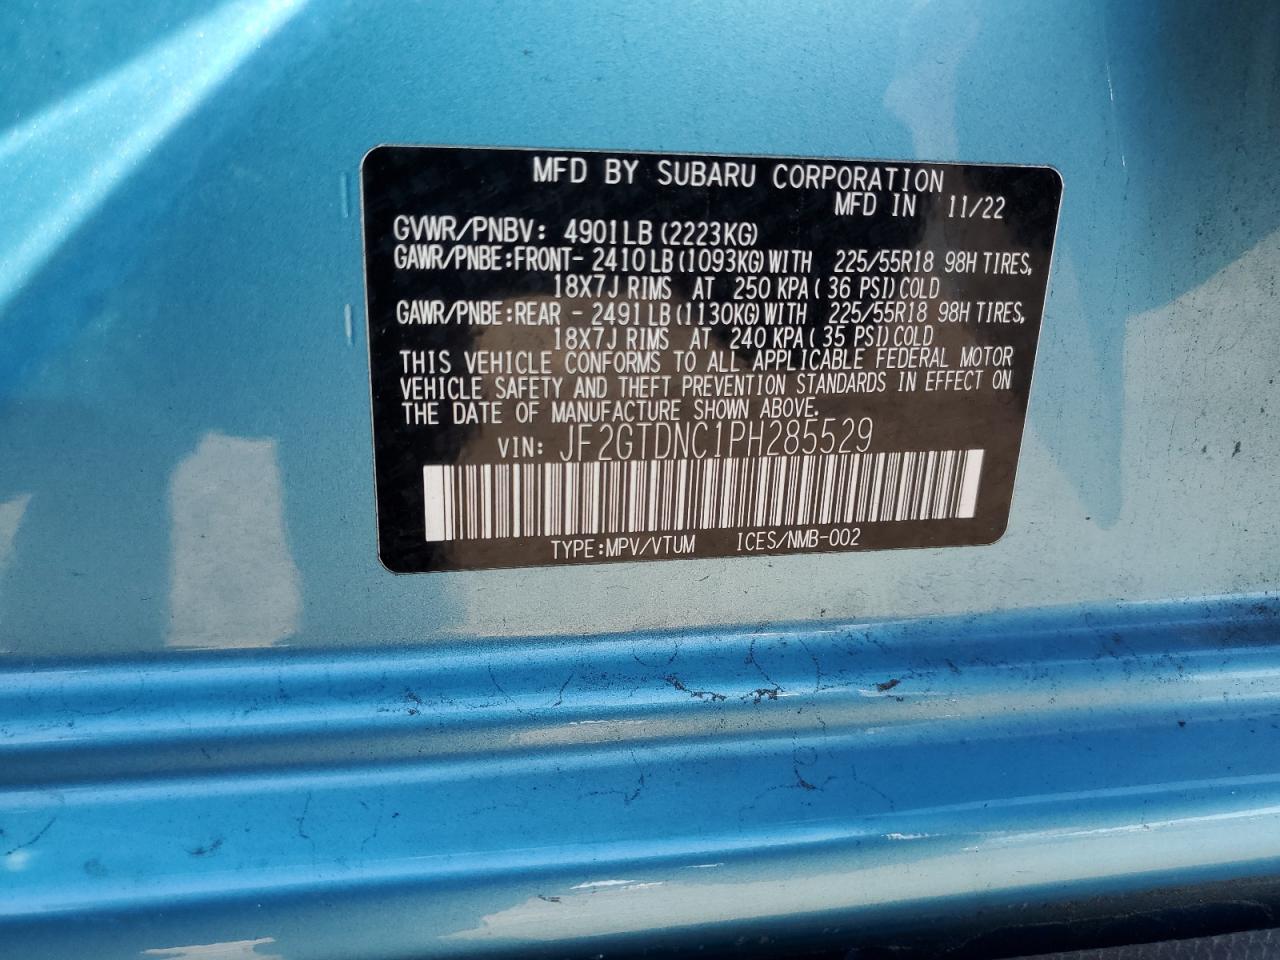 MFD BY SUBARU CORPORATION
MFD IN 11/22
GVWR/PNBV: 4901LB (2223KG)
GAWR/PNBE:FRONT- 2410LB (1093KG) WITH 225/55R18 98H TIRES,
18X7J RIMS AT 250 KPA ( 36 PSI) COLD
GAWR/PNBE:REAR - 2491LB (1130KG) WITH 225/55R18 98H TIRES,
18X7J RIMS AT 240 KPA ( 35 PSI) COLD
THIS VEHICLE CONFORMS TO ALL APPLICABLE FEDERAL MOTOR
VEHICLE SAFETY AND THEFT PREVENTION STANDARDS IN EFFECT ON
THE DATE OF MANUFACTURE SHOWN ABOVE.
VIN: JF2GTDNC1PH285529
TYPE:MPV/VTUM ICES/NMB-002